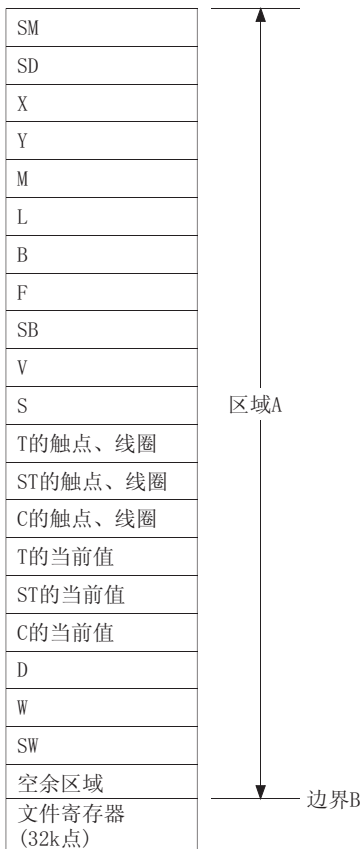 SM
SD
X
Y
M
L
B
F
SB
V
S
T的触点、线圈
ST的触点、线圈
C的触点、线圈
T的当前值
ST的当前值
C的当前值
D
W
SW
空余区域
文件寄存器
(32k点)
区域A
边界B